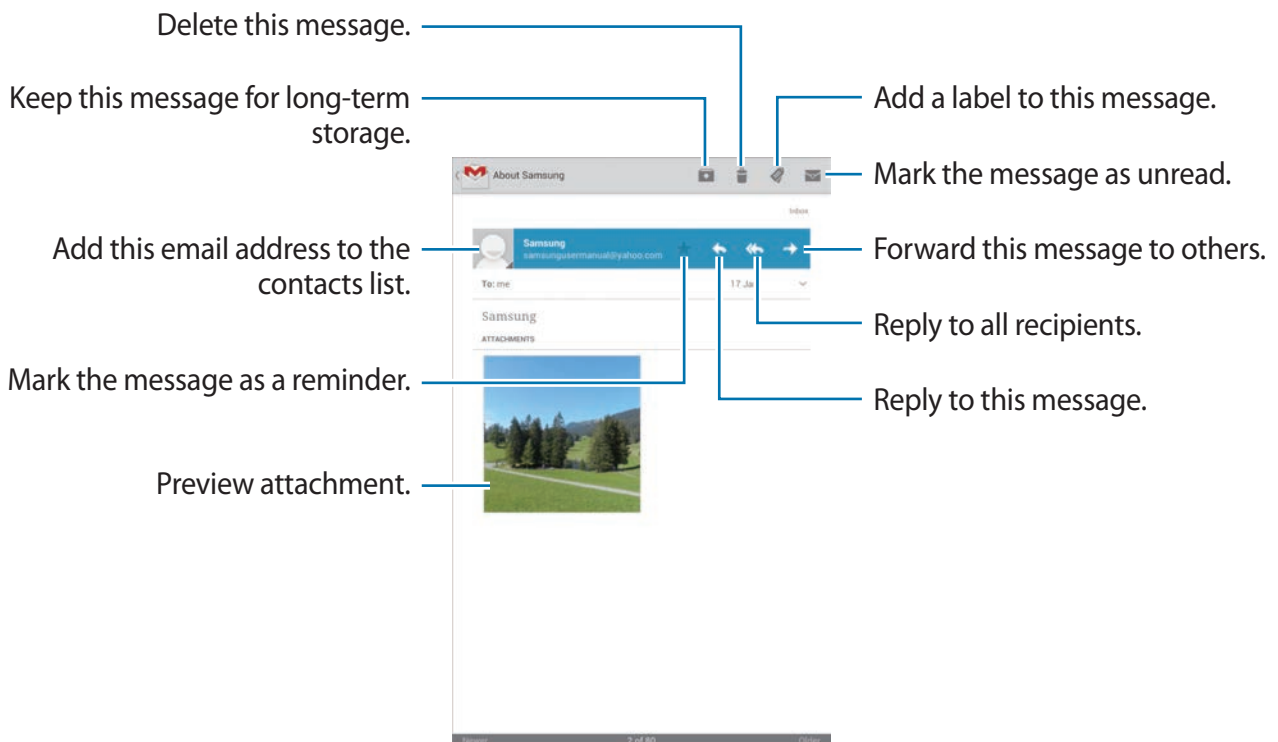 Delete this message.
Keep this message for long-term
storage.
Add a label to this message.
About Samsung
Mark the message as unread.
Inbox
Add this email address to the
contacts list.
Samsung
samsungusermanual@yahoo.com
Forward this message to others.
To: me
17 Ja
Samsung
Reply to all recipients.
ATTACHMENTS
Mark the message as a reminder.
Reply to this message.
Preview attachment.
Newer 2 of 80 Older